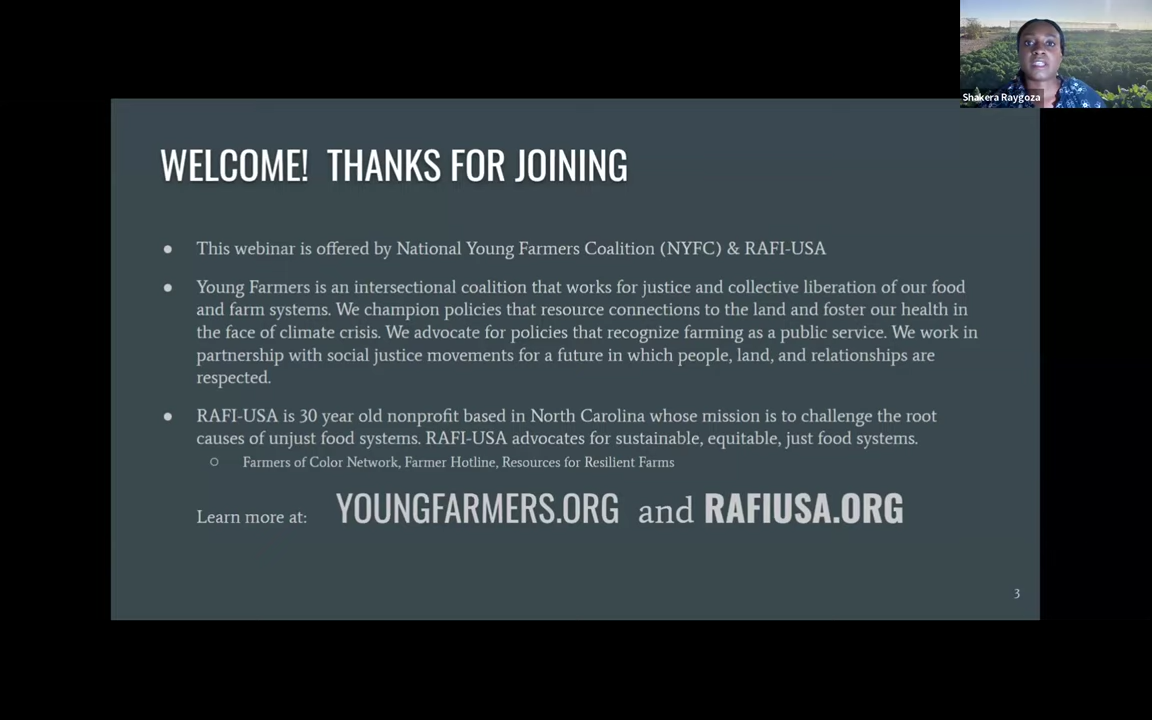 Shakera Raygoza
WELCOME! THANKS FOR JOINING
● This webinar is offered by National Young Farmers Coalition (NYFC) & RAFI-USA
● Young Farmers is an intersectional coalition that works for justice and collective liberation of our food
and farm systems. We champion policies that resource connections to the land and foster our health in
the face of climate crisis. We advocate for policies that recognize farming as a public service. We work in
partnership with social justice movements for a future in which people, land, and relationships are
respected.
● RAFI-USA is 30 year old nonprofit based in North Carolina whose mission is to challenge the root
causes of unjust food systems. RAFI-USA advocates for sustainable, equitable, just food systems.
○ Farmers of Color Network, Farmer Hotline, Resources for Resilient Farms
Learn more at: YOUNGFARMERS.ORG and RAFIUSA.ORG
3